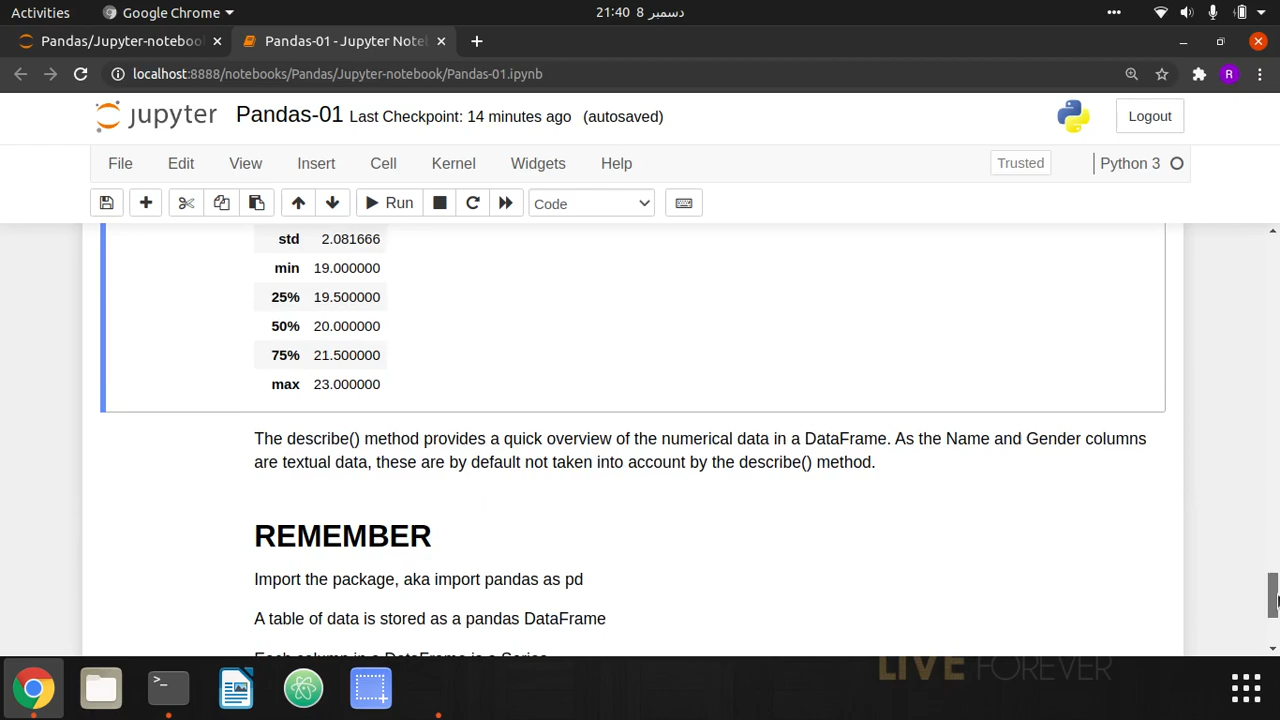 Activities
Google Chrome
21:40 8 دسمبر
Pandas/Jupyter-noteboo
Pandas-01 - Jupyter Note
localhost:8888/notebooks/Pandas/Jupyter-notebook/Pandas-01.ipynb
R
jupyter
Pandas-01 Last Checkpoint: 14 minutes ago (autosaved)
Logout
File Edit View Insert Cell Kernel Widgets Help
Trusted
Python 3
Run
Code
std 2.081666
min 19.000000
25% 19.500000
50% 20.000000
75% 21.500000
max 23.000000
The describe() method provides a quick overview of the numerical data in a DataFrame. As the Name and Gender columns
are textual data, these are by default not taken into account by the describe() method.
REMEMBER
Import the package, aka import pandas as pd
A table of data is stored as a pandas DataFrame
Each column in a DataFrame is a Series
LIVE FOREVER